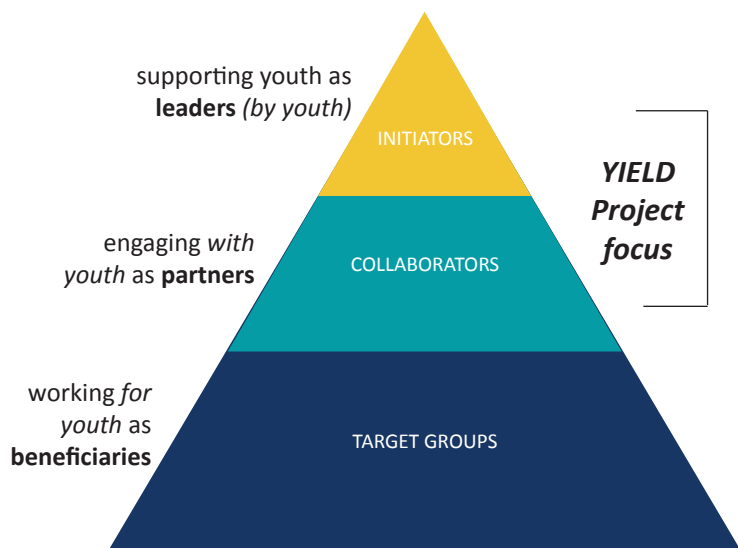 supporting youth as
leaders (by youth)
INITIATORS
YIELD
Project
focus
engaging with
youth as partners
COLLABORATORS
working for
youth as
beneficiaries
TARGET GROUPS